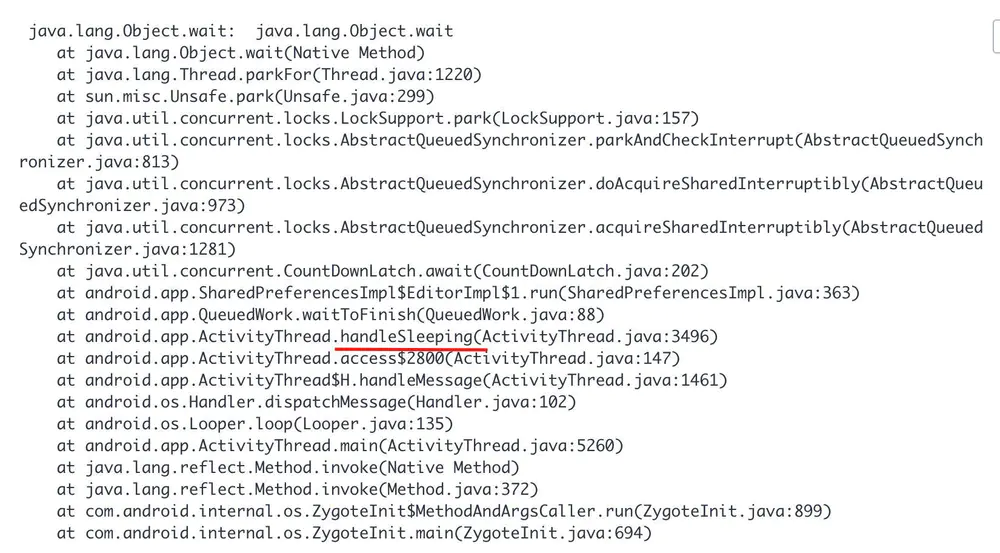 java.lang.Object.wait:  java.lang.Object.wait
at java.lang.Object.wait(Native Method)
at java.lang.Thread.parkFor(Thread.java:1220)
at sun.misc.Unsafe.park(Unsafe.java:299)
at java.util.concurrent.locks.LockSupport.park(LockSupport.java:157)
at java.util.concurrent.locks.AbstractQueuedSynchronizer.parkAndCheckInterrupt(AbstractQueuedSynch
ronizer.java:813)
at java.util.concurrent.locks.AbstractQueuedSynchronizer.doAcquireSharedInterruptibly(AbstractQueu
edSynchronizer.java:973)
at java.util.concurrent.locks.AbstractQueuedSynchronizer.acquireSharedInterruptibly(AbstractQueued
Synchronizer.java:1281)
at java.util.concurrent.CountDownLatch.await(CountDownLatch.java:202)
at android.app.SharedPreferencesImpl$EditorImpl$1.run(SharedPreferencesImpl.java:363)
at android.app.QueuedWork.waitToFinish(QueuedWork.java:88)
at android.app.ActivityThread.handleSleeping(ActivityThread.java:3496)
at android.app.ActivityThread.access$2800(ActivityThread.java:147)
at android.app.ActivityThread$H.handleMessage(ActivityThread.java:1461)
at android.os.Handler.dispatchMessage(Handler.java:102)
at android.os.Looper.loop(Looper.java:135)
at android.app.ActivityThread.main(ActivityThread.java:5260)
at java.lang.reflect.Method.invoke(Native Method)
at java.lang.reflect.Method.invoke(Method.java:372)
at com.android.internal.os.ZygoteInit$MethodAndArgsCaller.run(ZygoteInit.java:899)
at com.android.internal.os.ZygoteInit.main(ZygoteInit.java:694)